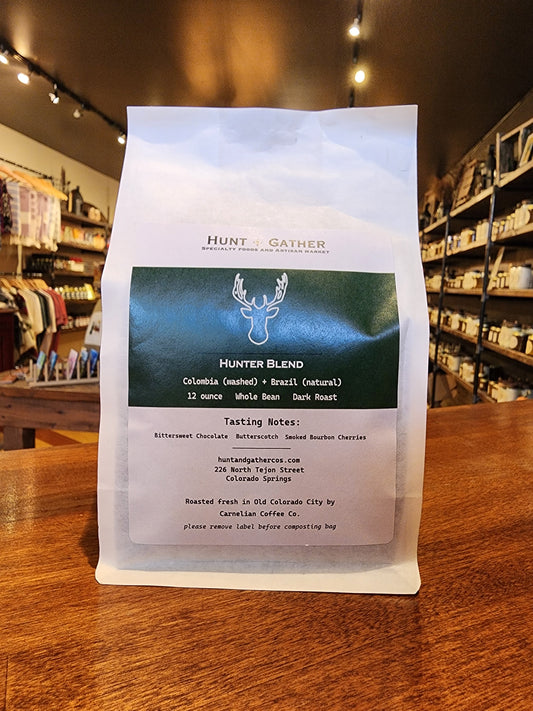 HUNT + GATHER
SPECIALTY FOODS AND ARTISAN MARKET
HUNTER BLEND
Colombia (washed) + Brazil (natural)
12 ounce Whole Bean Dark Roast
Tasting Notes:
Bittersweet Chocolate Butterscotch Smoked Bourbon Cherries
huntandgathercos.com
226 North Tejon Street
Colorado Springs
Roasted fresh in Old Colorado City by
Carnelian Coffee Co.
please remove label before composting bag